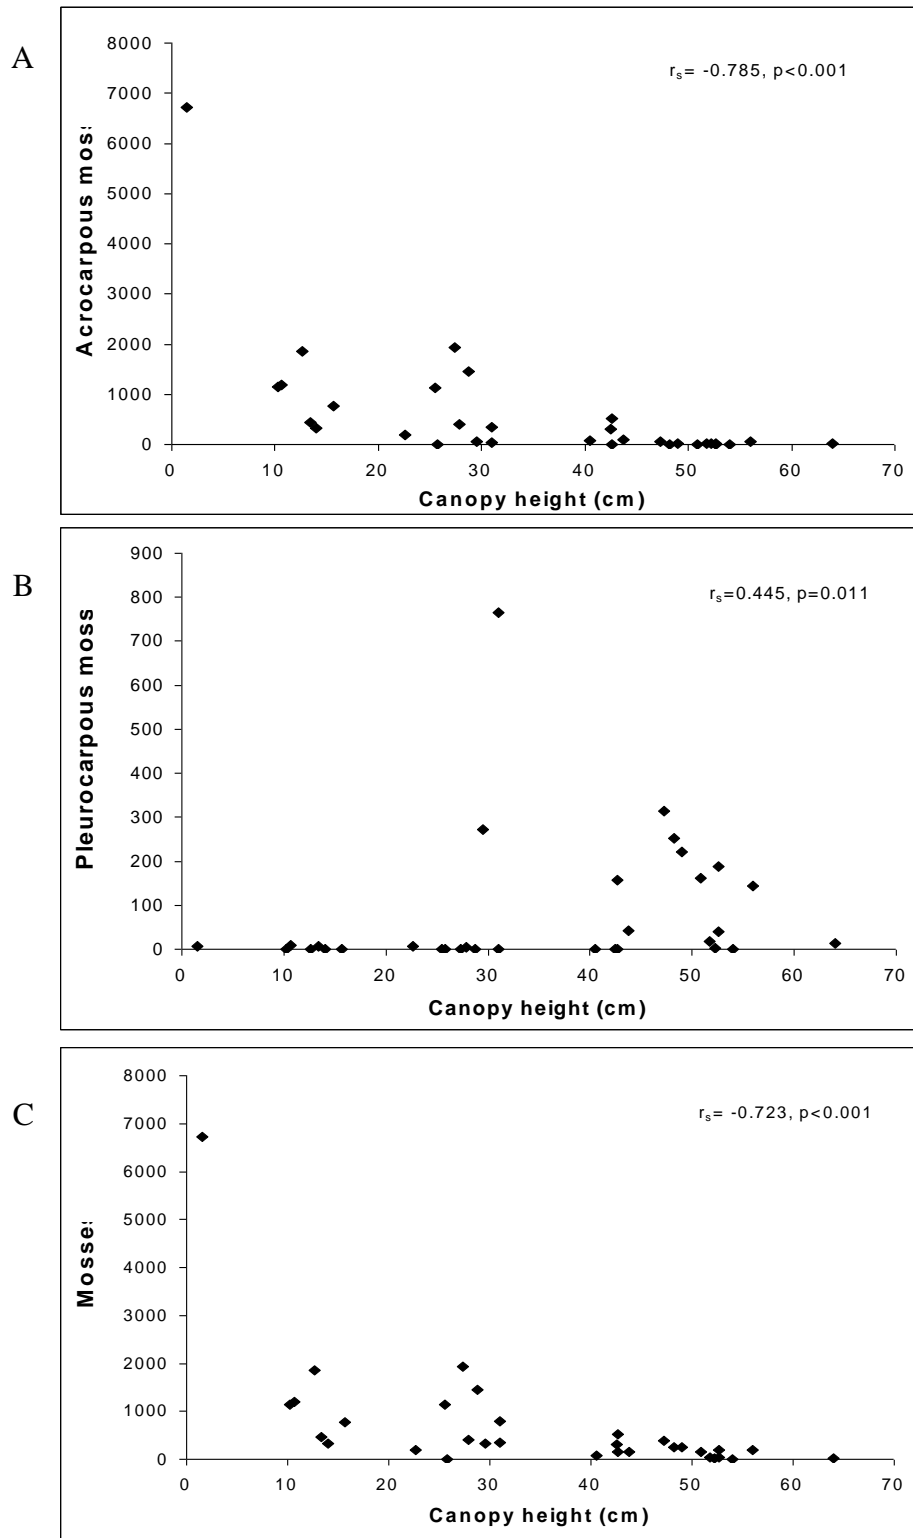 A
r_s= -0.785, p<0.001
Acrocarpous moss
8000
7000
6000
5000
4000
3000
2000
1000
0
0 10 20 30 40 50 60 70
Canopy height (cm)
B
r_s=0.445, p=0.011
Pleurocarpous moss
900
800
700
600
500
400
300
200
100
0
0 10 20 30 40 50 60 70
Canopy height (cm)
C
r_s= -0.723, p<0.001
Mosses
8000
7000
6000
5000
4000
3000
2000
1000
0
0 10 20 30 40 50 60 70
Canopy height (cm)